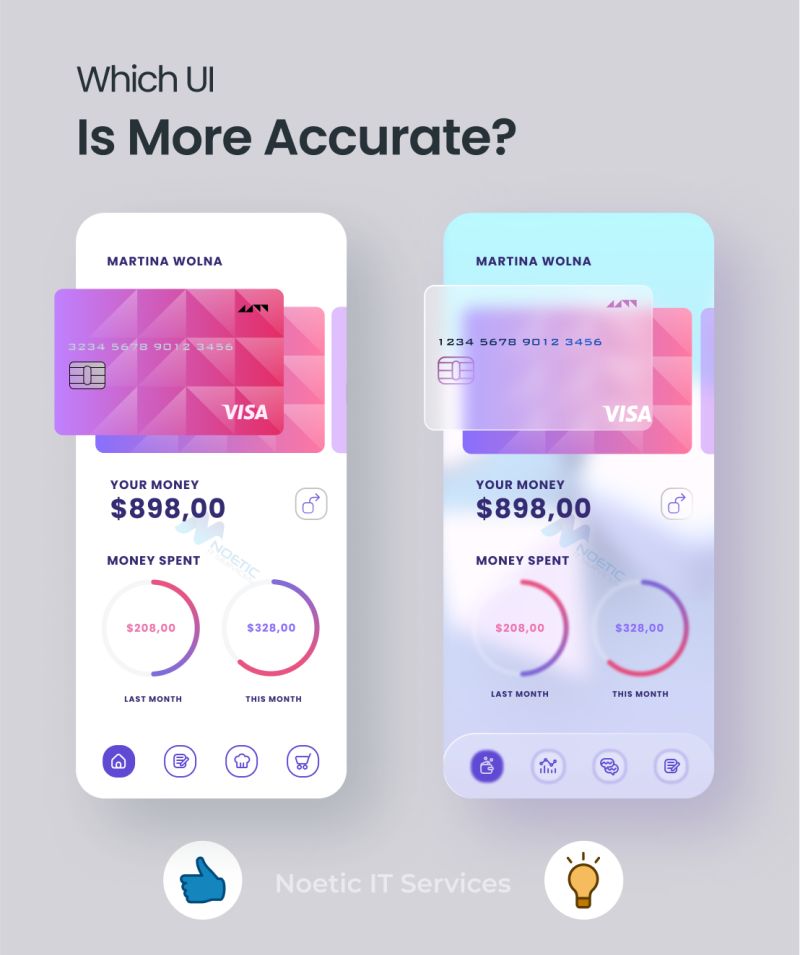 Which UI
Is More Accurate?
MARTINA WOLNA
3234 5678 9012 3456
VISA
YOUR MONEY
$898,00
NOETIC
MONEY SPENT
$208,00
$328,00
LAST MONTH
THIS MONTH
MARTINA WOLNA
1234 5678 9012 3456
VISA
YOUR MONEY
$898,00
NOETIC
MONEY SPENT
$208,00
$328,00
LAST MONTH
THIS MONTH
Noetic IT Services